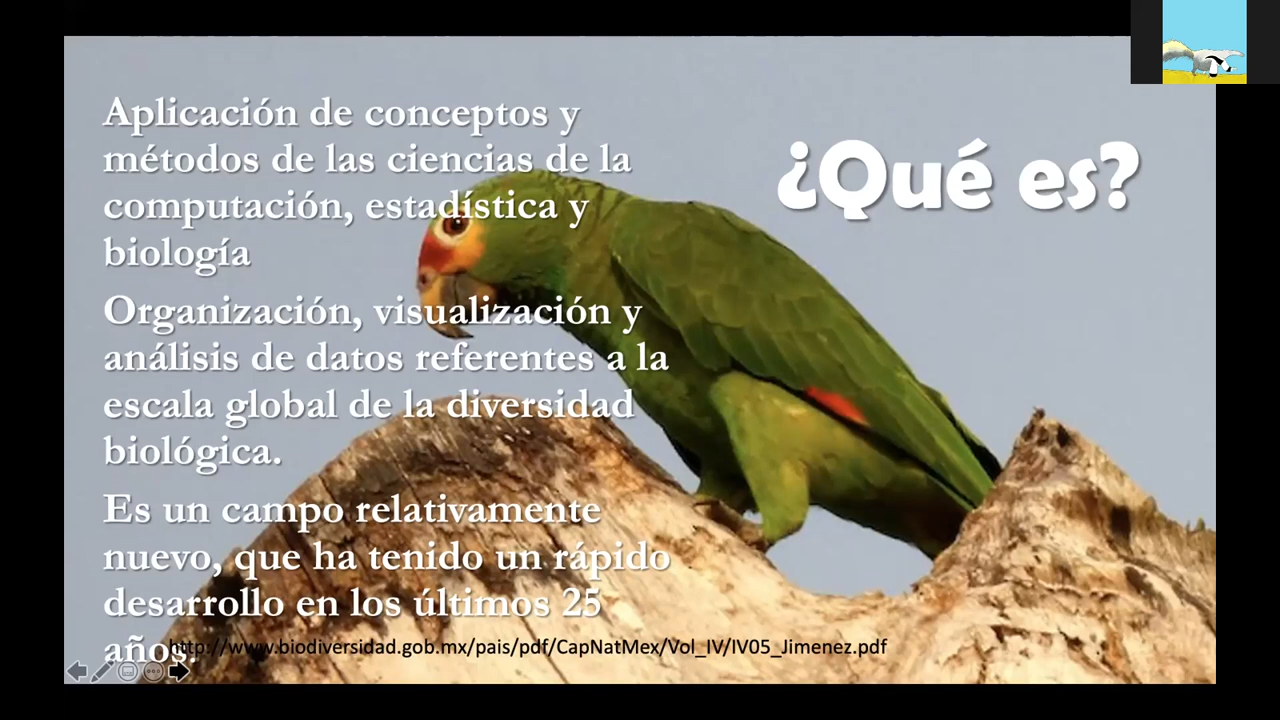 ¿Qué es?
Aplicación de conceptos y
métodos de las ciencias de la
computación, estadística y
biología
Organización, visualización y
análisis de datos referentes a la
escala global de la diversidad
biológica.
Es un campo relativamente
nuevo, que ha tenido un rápido
desarrollo en los últimos 25
años.
http://www.biodiversidad.gob.mx/pais/pdf/CapNatMex/Vol_IV/IV05_Jimenez.pdf